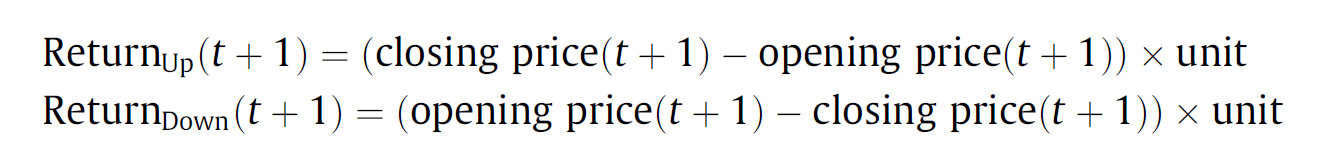 Return_Up(t + 1) = (closing price(t + 1) − opening price(t + 1)) × unit
Return_Down(t + 1) = (opening price(t + 1) − closing price(t + 1)) × unit